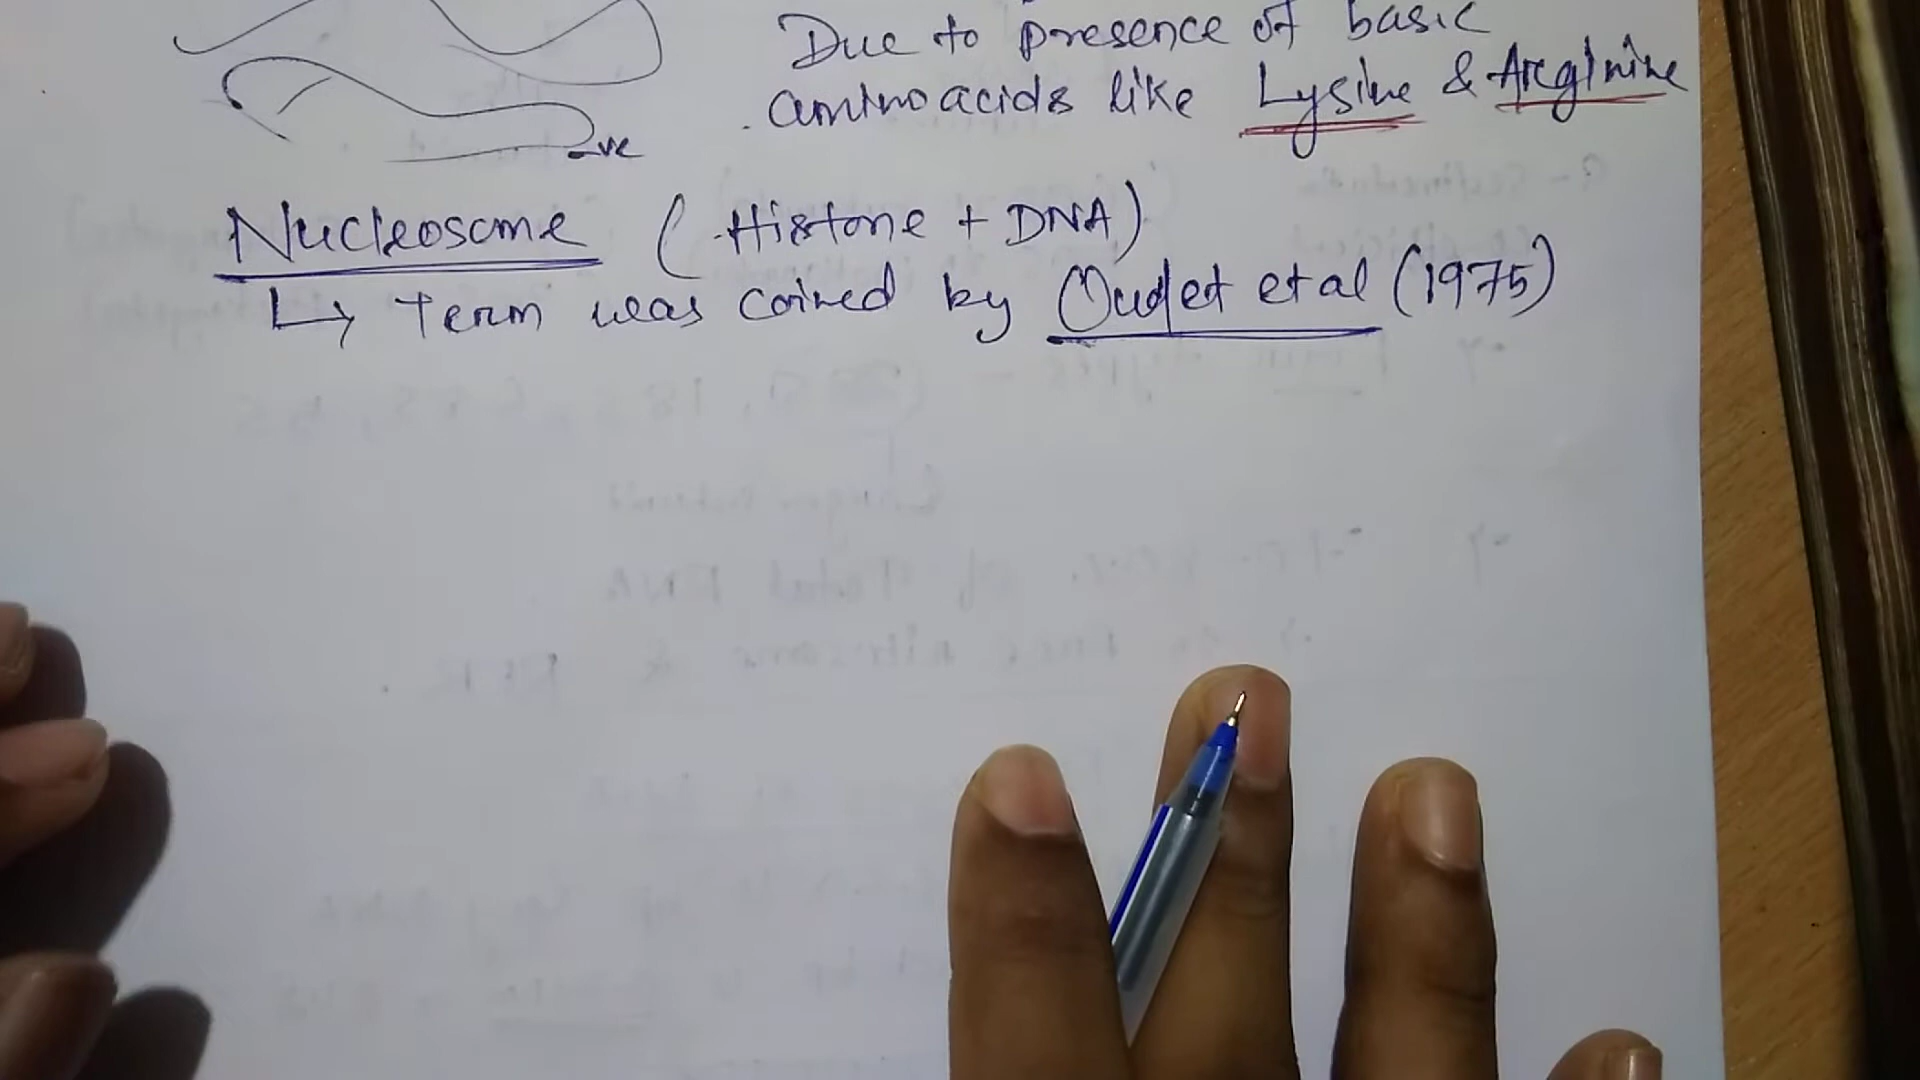 Due to presence of basic
aminoacids like Lysine & Arginine
-ve
Nucleosome (Histone + DNA)
↳ Term was coined by Oudet et al (1975)